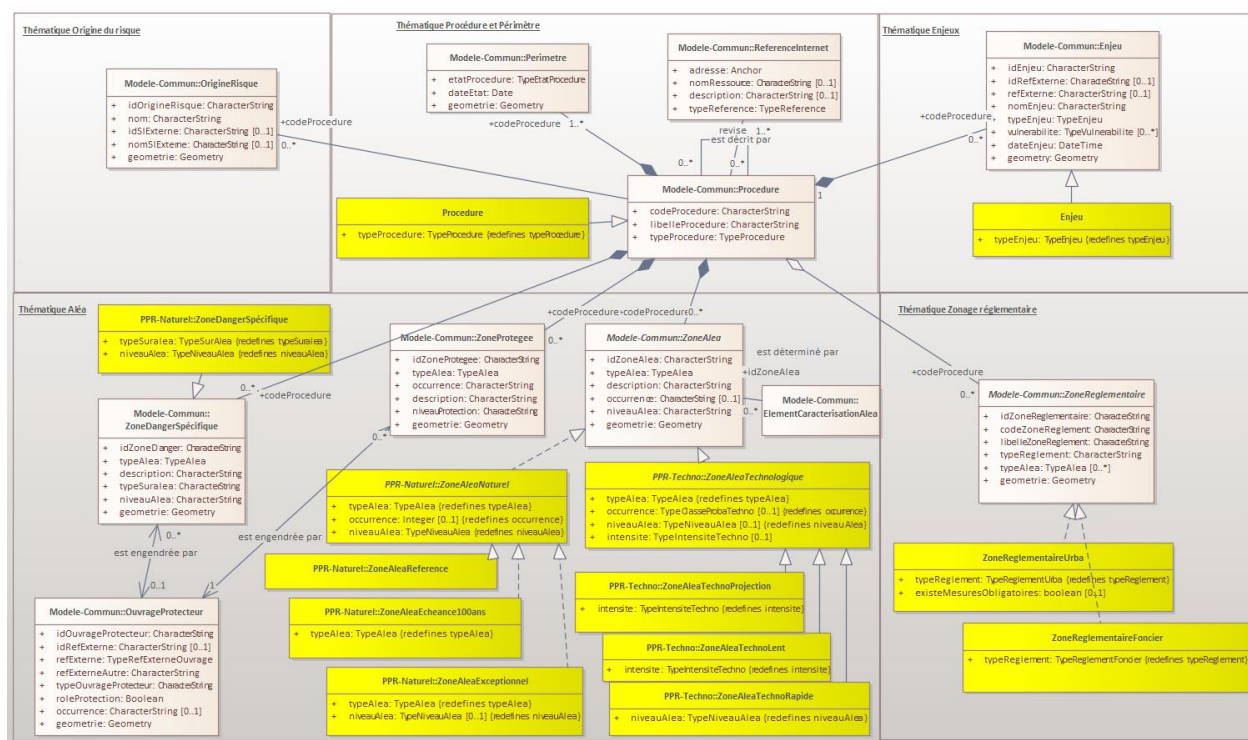 Thématique Origine du risque
Modele-Commun::OrigineRisque
+ idOrigineRisque: CharacterString
+ nom: CharacterString
+ idSIExterne: CharacterString [0..1]
+ nomSIExterne: CharacterString [0..1]
+ geometrie: Geometry
+codeProcedure
0..*
Thématique Procédure et Périmètre
Modele-Commun::Perimetre
+ etatProcedure: TypeEtatProcedure
+ dateEtat: Date
+ geometrie: Geometry
+codeProcedure 1..*
Modele-Commun::ReferenceInternet
+ adresse: Anchor
+ nomRessource: CharacterString [0..1]
+ description: CharacterString [0..1]
+ typeReference: TypeReference
revise 1..*
est décrit par
0..* 0..*
Modele-Commun::Procedure
+ codeProcedure: CharacterString
+ libelleProcedure: CharacterString
+ typeProcedure: TypeProcedure
Procedure
+ typeProcedure: TypeProcedure {redefines typeProcedure}
Thématique Enjeux
Modele-Commun::Enjeu
+ idEnjeu: CharacterString
+ idRefExterne: CharacterString [0..1]
+ refExterne: CharacterString [0..1]
+ nomEnjeu: CharacterString
+ typeEnjeu: TypeEnjeu
+ vulnerabilite: TypeVulnerabilite [0..*]
+ dateEnjeu: DateTime
+ geometry: Geometry
+codeProcedure
0..*
1
Enjeu
+ typeEnjeu: TypeEnjeu {redefines typeEnjeu}
Thématique Aléa
PPR-Naturel::ZoneDangerSpécifique
+ typeSuralea: TypeSurAlea {redefines typeSuralea}
+ niveauAlea: TypeNiveauAlea {redefines niveauAlea}
0..*
+codeProcedure
Modele-Commun::
ZoneDangerSpécifique
+ idZoneDanger: CharacterString
+ typeAlea: TypeAlea
+ description: CharacterString
+ typeSuralea: CharacterString
+ niveauAlea: CharacterString
+ geometrie: Geometry
0..*
est engendrée par
0..1
Modele-Commun::OuvrageProtecteur
+ idOuvrageProtecteur: CharacterString
+ idRefExterne: CharacterString [0..1]
+ refExterne: TypeRefExterneOuvrage
+ refExterneAutre: CharacterString
+ typeOuvrageProtecteur: CharacterString
+ roleProtection: Boolean
+ occurrence: CharacterString [0..1]
+ geometrie: Geometry
+codeProcedure
0..*
Modele-Commun::ZoneProtegee
+ idZoneProtegee: CharacterString
+ typeAlea: TypeAlea
+ occurrence: CharacterString
+ description: CharacterString
+ niveauProtection: CharacterString
+ geometrie: Geometry
0..*
est engendrée par
1
+codeProcedure
0..*
Modele-Commun::ZoneAlea
+ idZoneAlea: CharacterString
+ typeAlea: TypeAlea
+ description: CharacterString
+ occurrence: CharacterString [0..1]
+ niveauAlea: CharacterString
+ geometrie: Geometry
est déterminé par
+idZoneAlea
0..*
Modele-Commun::
ElementCaracterisationAlea
PPR-Naturel::ZoneAleaNaturel
+ typeAlea: TypeAlea {redefines typeAlea}
+ occurrence: Integer [0..1] {redefines occurrence}
+ niveauAlea: TypeNiveauAlea {redefines niveauAlea}
PPR-Naturel::ZoneAleaReference
PPR-Naturel::ZoneAleaEcheance100ans
+ typeAlea: TypeAlea {redefines typeAlea}
PPR-Naturel::ZoneAleaExceptionnel
+ typeAlea: TypeAlea {redefines typeAlea}
+ niveauAlea: TypeNiveauAlea [0..1] {redefines niveauAlea}
PPR-Techno::ZoneAleaTechnologique
+ typeAlea: TypeAlea {redefines typeAlea}
+ occurrence: TypeClasseProbaTechno [0..1] {redefines occurence}
+ niveauAlea: TypeNiveauAlea [0..1] {redefines niveauAlea}
+ intensite: TypeIntensiteTechno [0..1]
PPR-Techno::ZoneAleaTechnoProjection
+ intensite: TypeIntensiteTechno {redefines intensite}
PPR-Techno::ZoneAleaTechnoLent
+ intensite: TypeIntensiteTechno {redefines intensite}
PPR-Techno::ZoneAleaTechnoRapide
+ niveauAlea: TypeNiveauAlea {redefines niveauAlea}
Thématique Zonage réglementaire
+codeProcedure
0..*
Modele-Commun::ZoneReglementaire
+ idZoneReglementaire: CharacterString
+ codeZoneReglement: CharacterString
+ libelleZoneReglement: CharacterString
+ typeReglement: CharacterString
+ typeAlea: TypeAlea [0..*]
+ geometrie: Geometry
ZoneReglementaireUrba
+ typeReglement: TypeReglementUrba {redefines typeReglement}
+ existeMesuresObligatoires: boolean [0..1]
ZoneReglementaireFoncier
+ typeReglement: TypeReglementFoncier {redefines typeReglement}